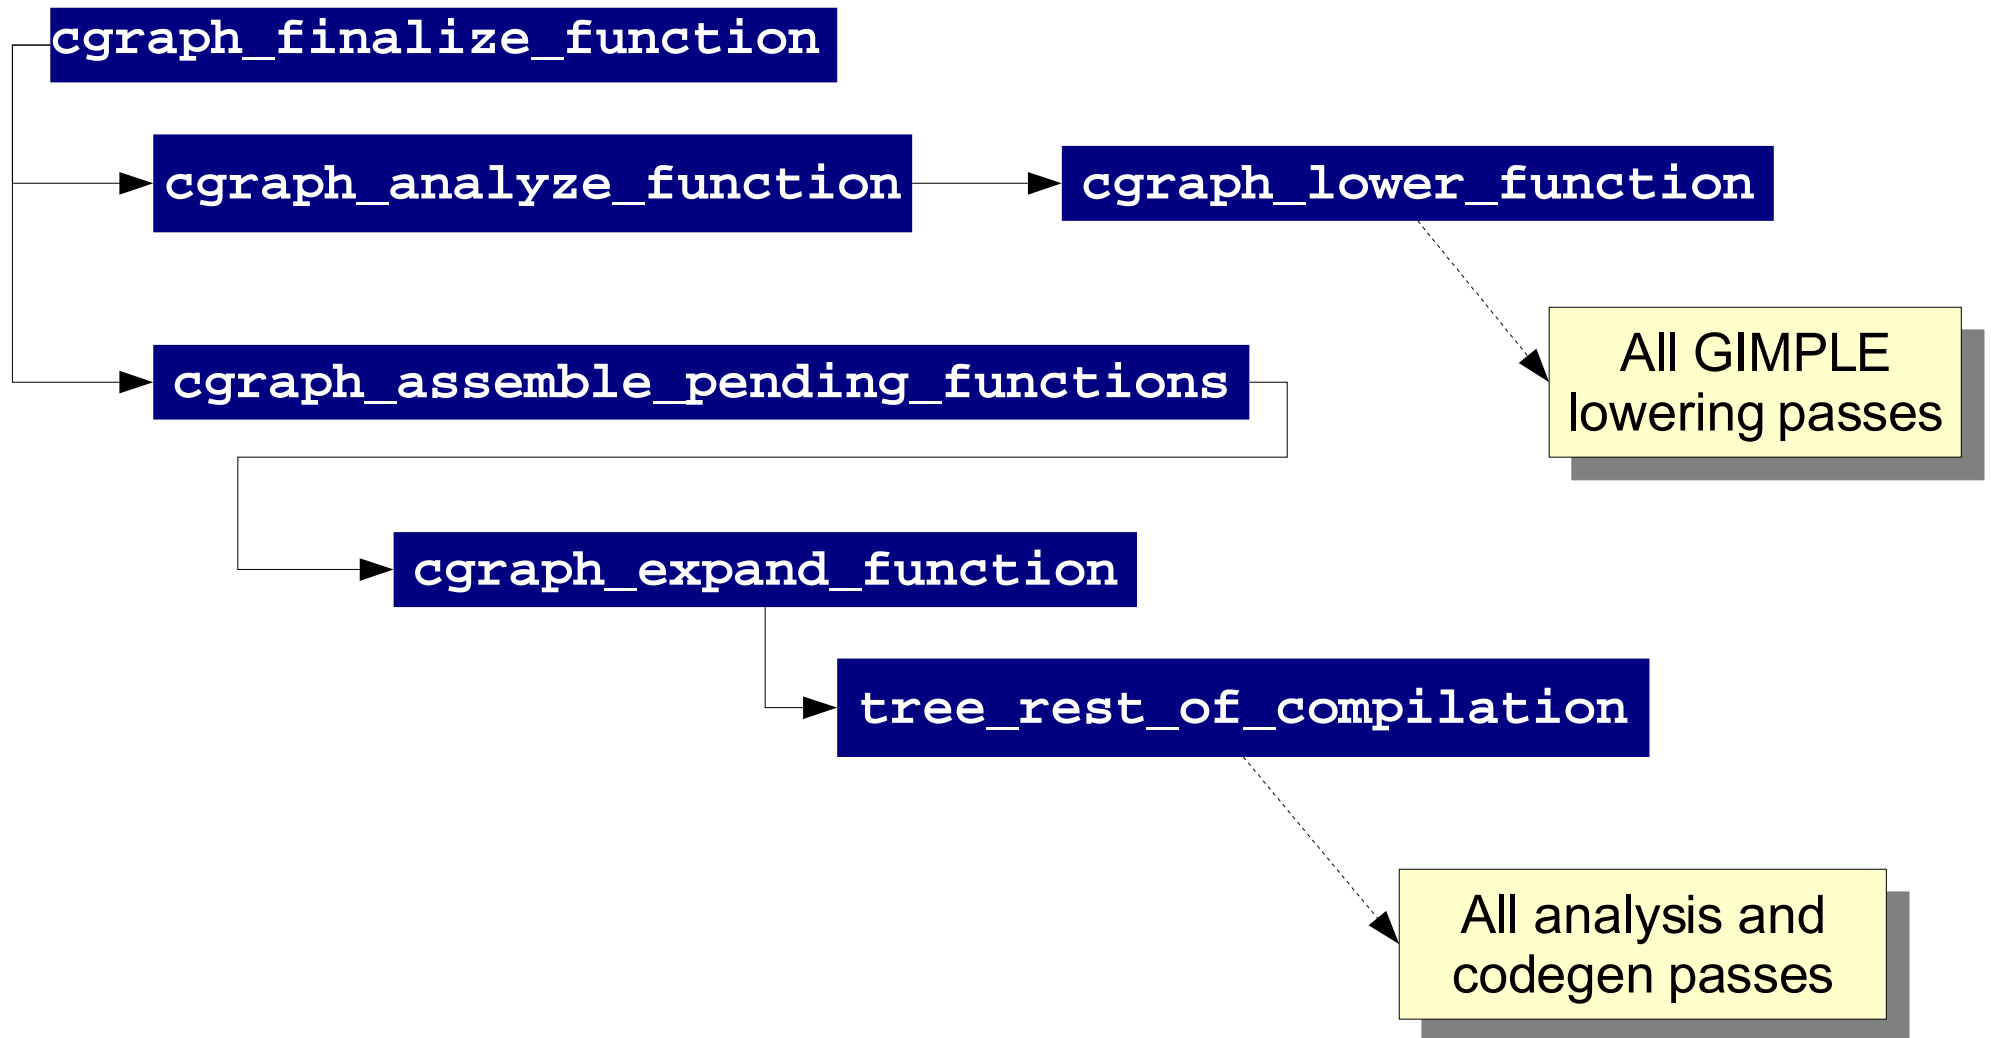 cgraph_finalize_function
cgraph_analyze_function
cgraph_lower_function
All GIMPLE
lowering passes
cgraph_assemble_pending_functions
cgraph_expand_function
tree_rest_of_compilation
All analysis and
codegen passes